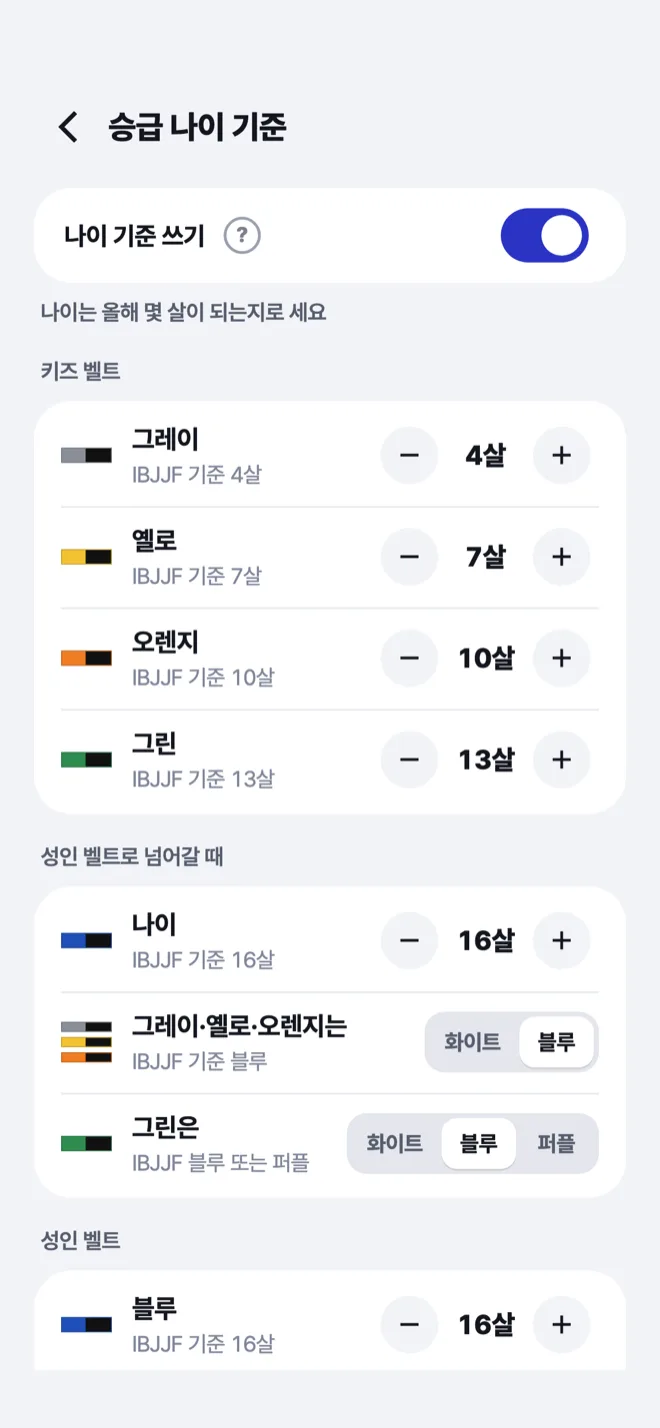 승급 나이 기준
나이 기준 쓰기 ?
나이는 올해 몇 살이 되는지로 세요
키즈 벨트
그레이
IBJJF 기준 4살
− 4살 +
옐로
IBJJF 기준 7살
− 7살 +
오렌지
IBJJF 기준 10살
− 10살 +
그린
IBJJF 기준 13살
− 13살 +
성인 벨트로 넘어갈 때
나이
IBJJF 기준 16살
− 16살 +
그레이·옐로·오렌지는
IBJJF 기준 블루
화이트 블루
그린은
IBJJF 블루 또는 퍼플
화이트 블루 퍼플
성인 벨트
블루
IBJJF 기준 16살
− 16살 +